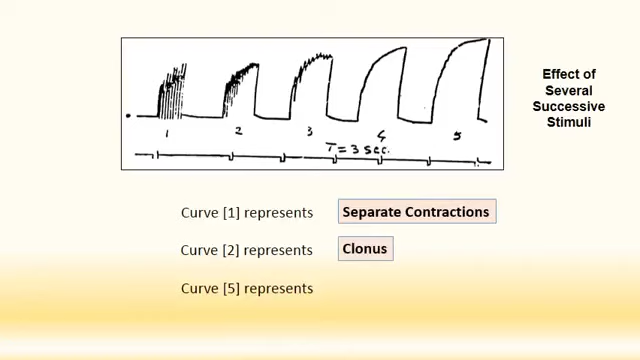 Effect of
Several
Successive
Stimuli
1 2 3 4 5
T = 3 sec.
Curve [1] represents Separate Contractions
Curve [2] represents Clonus
Curve [5] represents